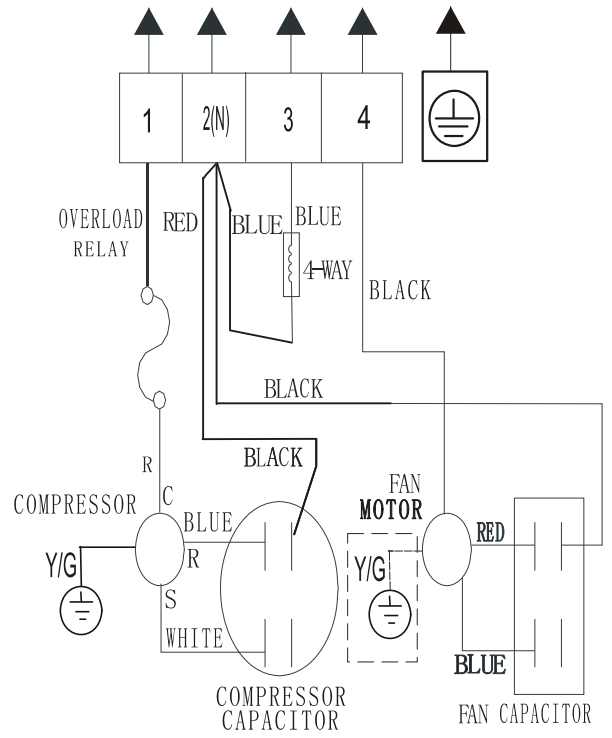 1 2(N) 3 4
OVERLOAD
RELAY
RED
BLUE
BLUE
4-WAY
BLACK
BLACK
BLACK
R
C
COMPRESSOR
BLUE
R
Y/G
S
WHITE
COMPRESSOR
CAPACITOR
FAN
MOTOR
RED
Y/G
BLUE
FAN CAPACITOR